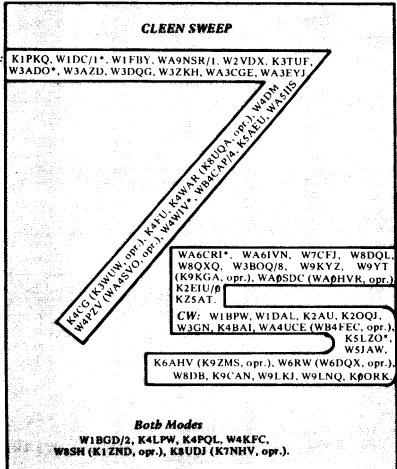 CLEEN SWEEP
: K1PKQ, W1DC/1*, W1FBY, WA9NSR/1, W2VDX, K3TUF,
W3ADO*, W3AZD, W3DQG, W3ZKH, WA3CGE, WA3EYJ,
K4CG (K3WUW, opr.), K4FU, K4WAR (K8UQA, opr.), W4DM
W4PZV (WA4SVO, opr.), W4WIV*, WB4CAP/4, K5AEU, WA5IIS
WA6CRI*, WA6IVN, W7CFJ, W8DQL,
W8QXQ, W3BOQ/8, W9KYZ, W9YT
(K9KGA, opr.), WAØSDC (WAØHVR, opr.),
K2EIU/Ø
KZ5AT.
CW: W1BPW, W1DAL, K2AU, K2OQJ,
W3GN, K4BAI, WA4UCE (WB4FEC, opr.),
K5LZO*,
W5JAW,
K6AHV (K9ZMS, opr.), W6RW (W6DQX, opr.),
W8DB, K9CAN, W9LKJ, W9LNQ, KØORK.
Both Modes
W1BGD/2, K4LPW, K4PQL, W4KFC,
W8SH (K1ZND, opr.), K8UDJ (K7NHV, opr.).